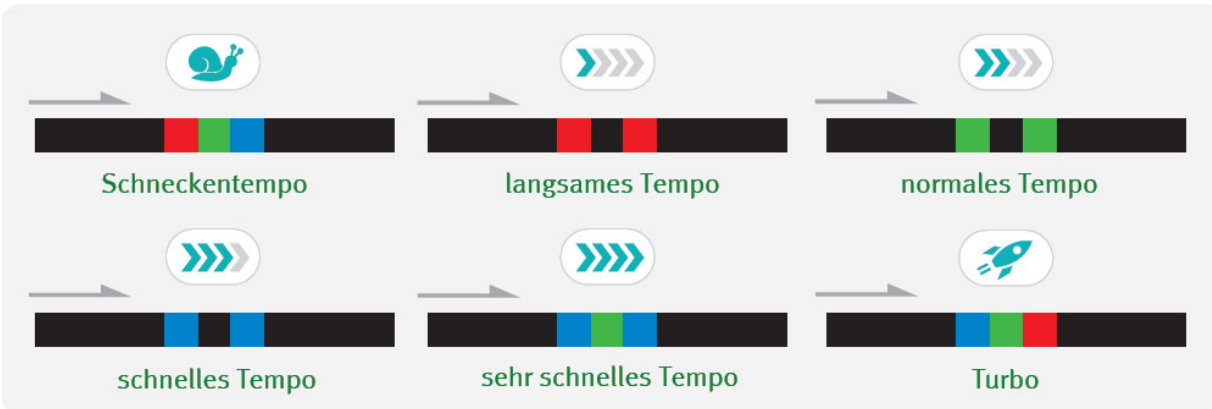 Schneckentempo
langsames Tempo
normales Tempo
schnelles Tempo
sehr schnelles Tempo
Turbo